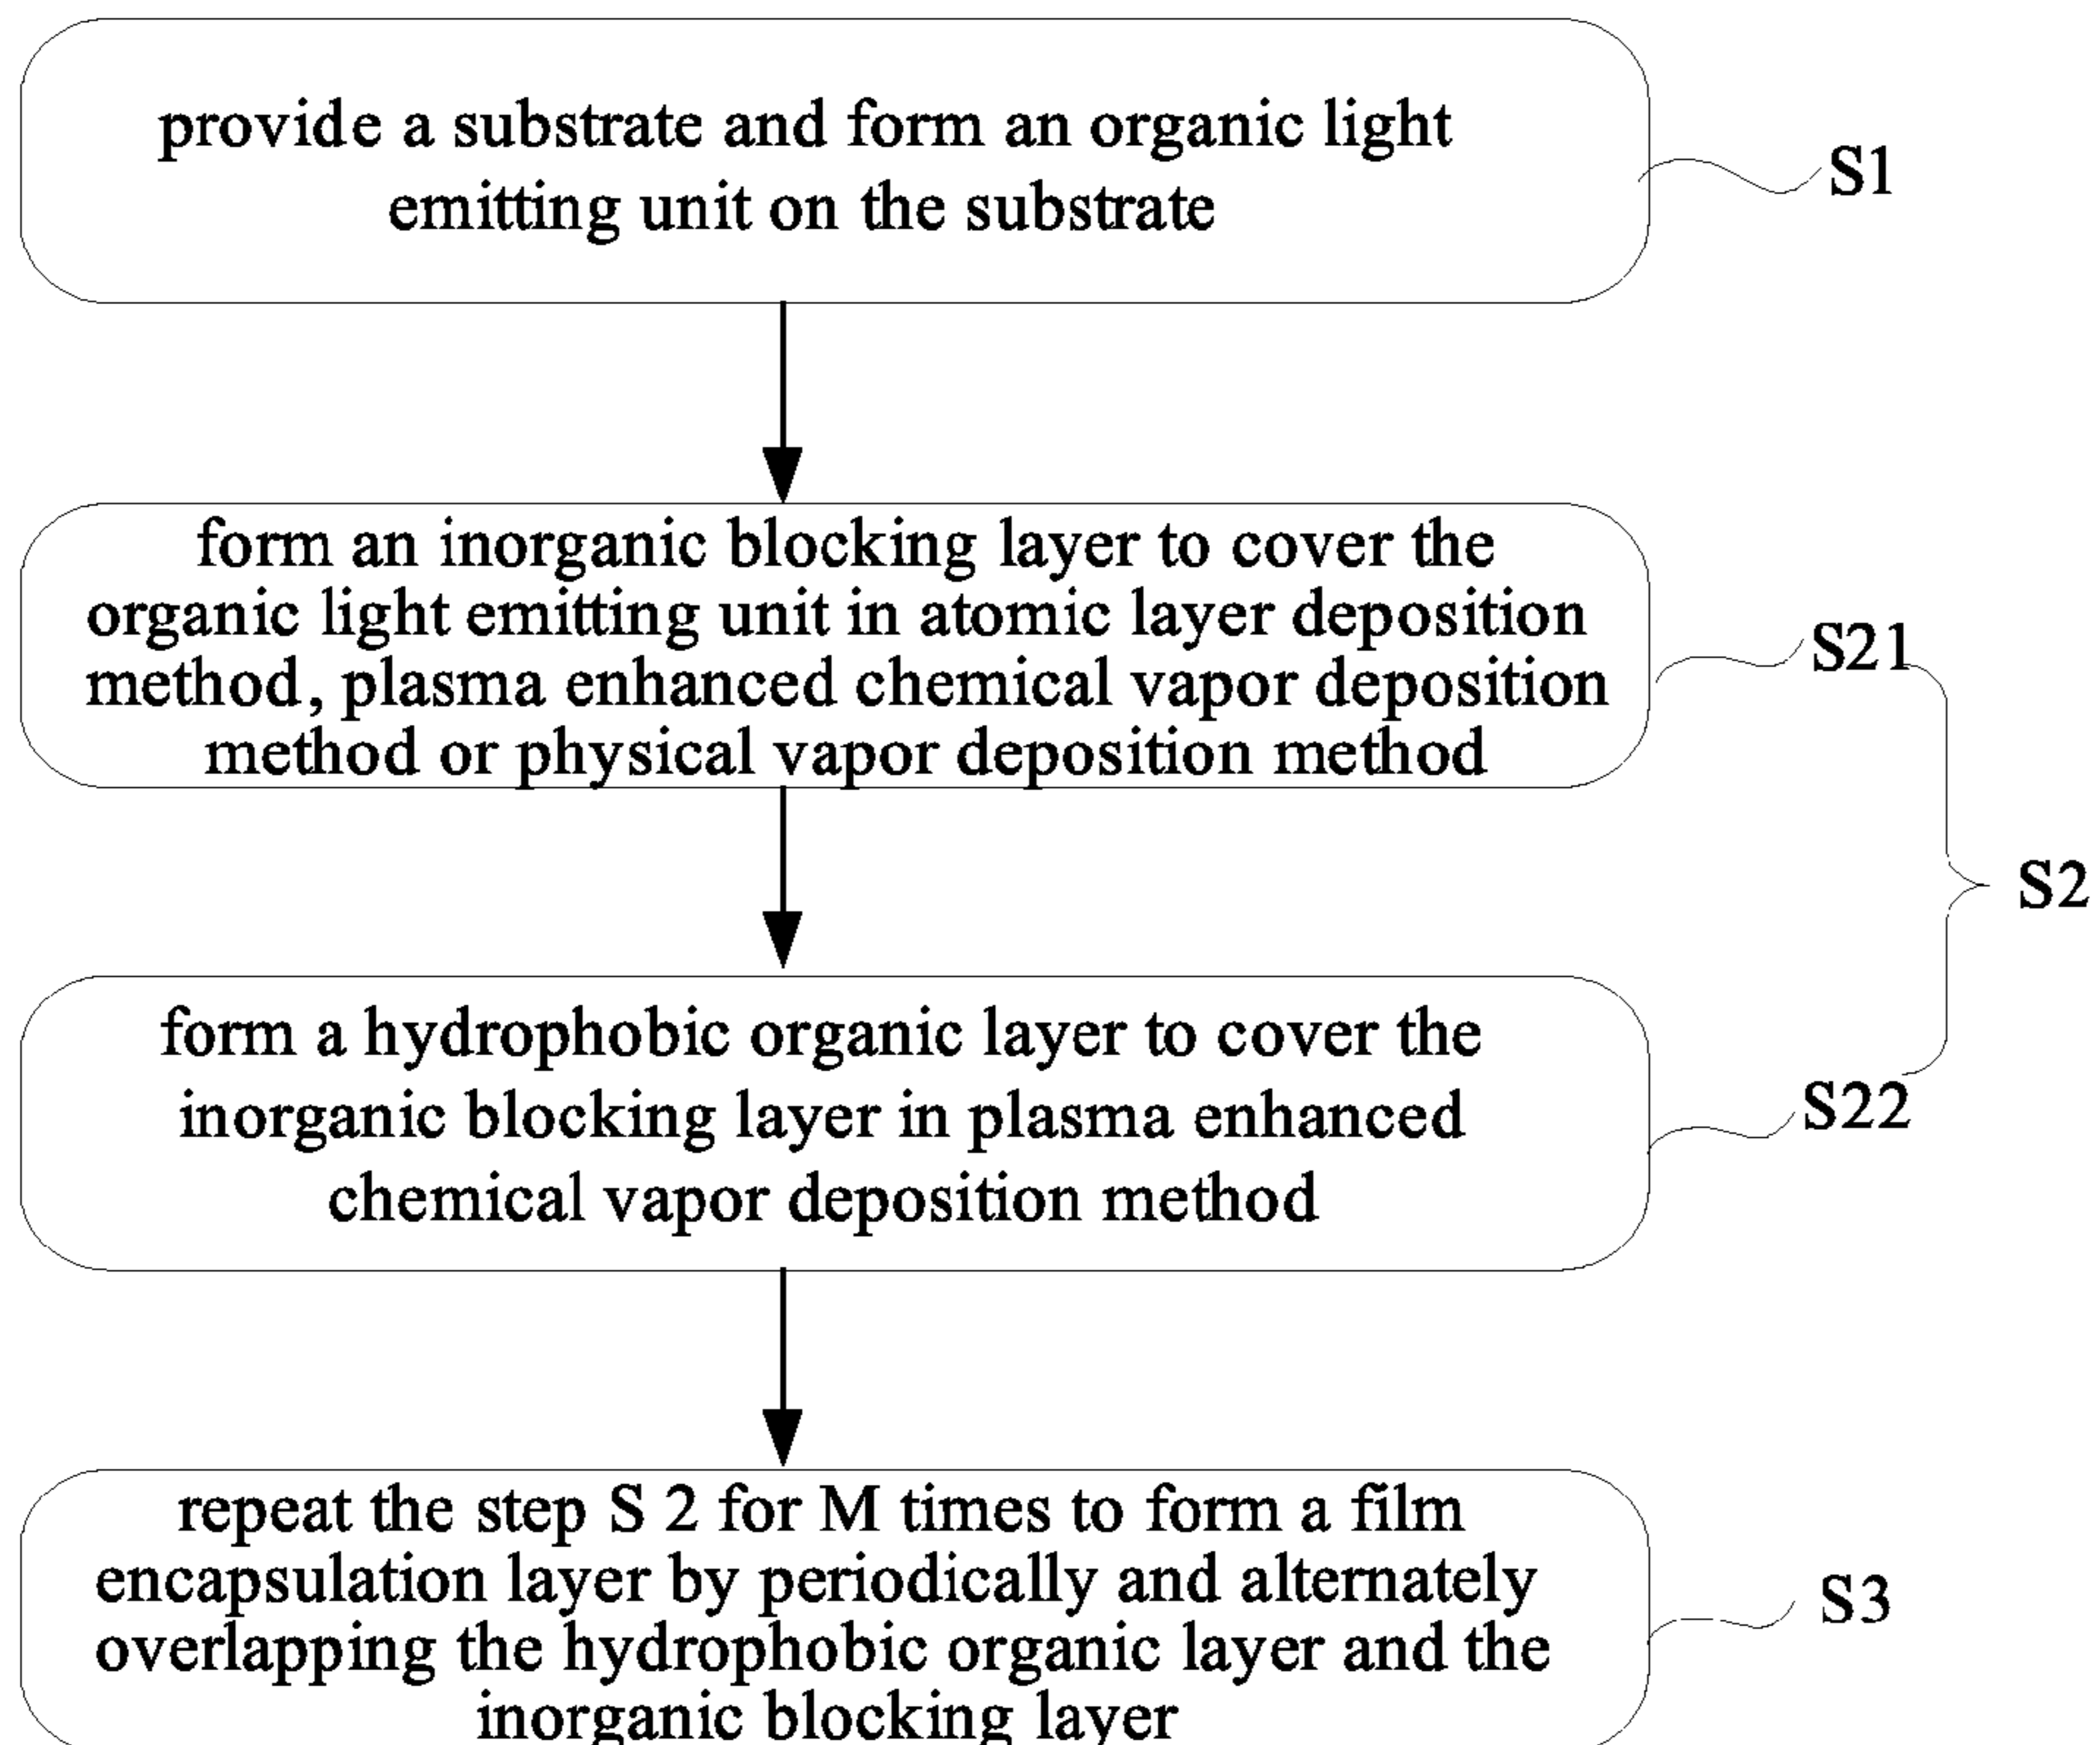 provide a substrate and form an organic light
emitting unit on the substrate
S1
form an inorganic blocking layer to cover the
organic light emitting unit in atomic layer deposition
method, plasma enhanced chemical vapor deposition
method or physical vapor deposition method
S21
S2
form a hydrophobic organic layer to cover the
inorganic blocking layer in plasma enhanced
chemical vapor deposition method
S22
repeat the step S 2 for M times to form a film
encapsulation layer by periodically and alternately
overlapping the hydrophobic organic layer and the
inorganic blocking layer
S3